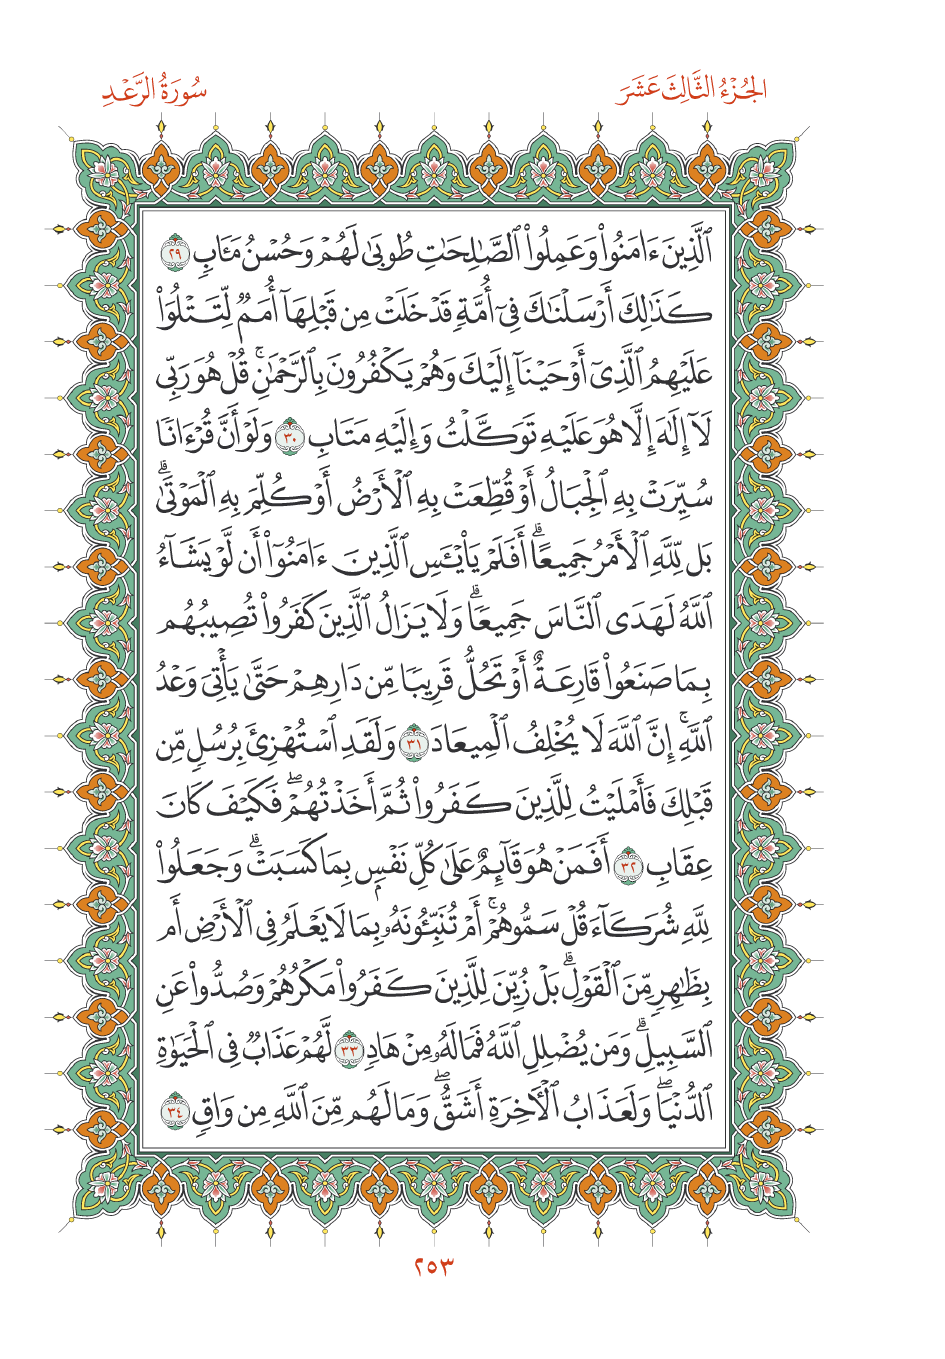 الجُزْءُ الثَّالِثَ عَشَرَ
سُورَةُ الرَّعْدِ
ٱلَّذِينَ ءَامَنُوا۟ وَعَمِلُوا۟ ٱلصَّٰلِحَٰتِ طُوبَىٰ لَهُمْ وَحُسْنُ مَـَٔابٍ ٢٩
كَذَٰلِكَ أَرْسَلْنَٰكَ فِىٓ أُمَّةٍ قَدْ خَلَتْ مِن قَبْلِهَآ أُمَمٌ لِّتَتْلُوَا۟
عَلَيْهِمُ ٱلَّذِىٓ أَوْحَيْنَآ إِلَيْكَ وَهُمْ يَكْفُرُونَ بِٱلرَّحْمَٰنِ ۚ قُلْ هُوَ رَبِّى
لَآ إِلَٰهَ إِلَّا هُوَ عَلَيْهِ تَوَكَّلْتُ وَإِلَيْهِ مَتَابِ ٣٠ وَلَوْ أَنَّ قُرْءَانًا
سُيِّرَتْ بِهِ ٱلْجِبَالُ أَوْ قُطِّعَتْ بِهِ ٱلْأَرْضُ أَوْ كُلِّمَ بِهِ ٱلْمَوْتَىٰ ۗ
بَل لِّلَّهِ ٱلْأَمْرُ جَمِيعًا ۗ أَفَلَمْ يَا۟يْـَٔسِ ٱلَّذِينَ ءَامَنُوٓا۟ أَن لَّوْ يَشَآءُ
ٱللَّهُ لَهَدَى ٱلنَّاسَ جَمِيعًا ۗ وَلَا يَزَالُ ٱلَّذِينَ كَفَرُوا۟ تُصِيبُهُم
بِمَا صَنَعُوا۟ قَارِعَةٌ أَوْ تَحُلُّ قَرِيبًا مِّن دَارِهِمْ حَتَّىٰ يَأْتِىَ وَعْدُ
ٱللَّهِ ۚ إِنَّ ٱللَّهَ لَا يُخْلِفُ ٱلْمِيعَادَ ٣١ وَلَقَدِ ٱسْتُهْزِئَ بِرُسُلٍ مِّن
قَبْلِكَ فَأَمْلَيْتُ لِلَّذِينَ كَفَرُوا۟ ثُمَّ أَخَذْتُهُمْ ۖ فَكَيْفَ كَانَ
عِقَابِ ٣٢ أَفَمَنْ هُوَ قَآئِمٌ عَلَىٰ كُلِّ نَفْسٍۭ بِمَا كَسَبَتْ ۗ وَجَعَلُوا۟
لِلَّهِ شُرَكَآءَ قُلْ سَمُّوهُمْ ۚ أَمْ تُنَبِّـُٔونَهُۥ بِمَا لَا يَعْلَمُ فِى ٱلْأَرْضِ أَم
بِظَٰهِرٍ مِّنَ ٱلْقَوْلِ ۗ بَلْ زُيِّنَ لِلَّذِينَ كَفَرُوا۟ مَكْرُهُمْ وَصُدُّوا۟ عَنِ
ٱلسَّبِيلِ ۗ وَمَن يُضْلِلِ ٱللَّهُ فَمَا لَهُۥ مِنْ هَادٍ ٣٣ لَّهُمْ عَذَابٌ فِى ٱلْحَيَوٰةِ
ٱلدُّنْيَا ۖ وَلَعَذَابُ ٱلْـَٔاخِرَةِ أَشَقُّ ۖ وَمَا لَهُم مِّنَ ٱللَّهِ مِن وَاقٍ ٣٤
٢٥٣